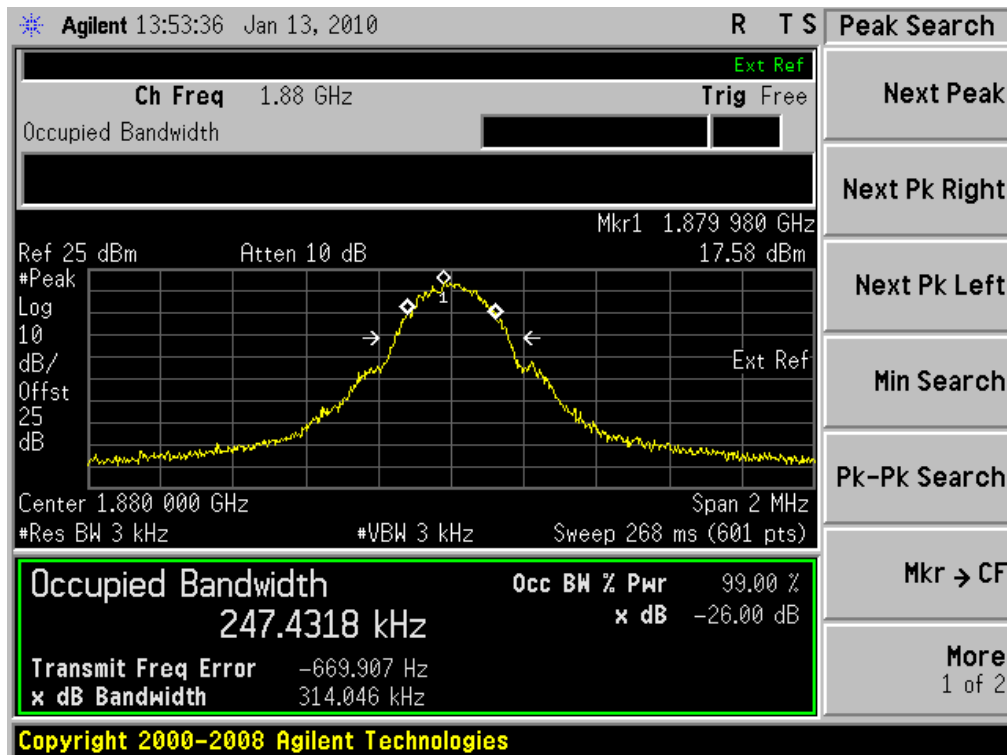 Agilent 13:53:36 Jan 13, 2010 R T S
Peak Search
Ext Ref
Ch Freq 1.88 GHz Trig Free
Occupied Bandwidth
Mkr1 1.879 980 GHz
Ref 25 dBm Atten 10 dB 17.58 dBm
#Peak
Log
10
dB/
Offst
25
dB
1
Ext Ref
Center 1.880 000 GHz Span 2 MHz
#Res BW 3 kHz #VBW 3 kHz Sweep 268 ms (601 pts)
Occupied Bandwidth
247.4318 kHz
Occ BW % Pwr 99.00 %
x dB -26.00 dB
Transmit Freq Error -669.907 Hz
x dB Bandwidth 314.046 kHz
Copyright 2000-2008 Agilent Technologies
Next Peak
Next Pk Right
Next Pk Left
Min Search
Pk-Pk Search
Mkr → CF
More
1 of 2